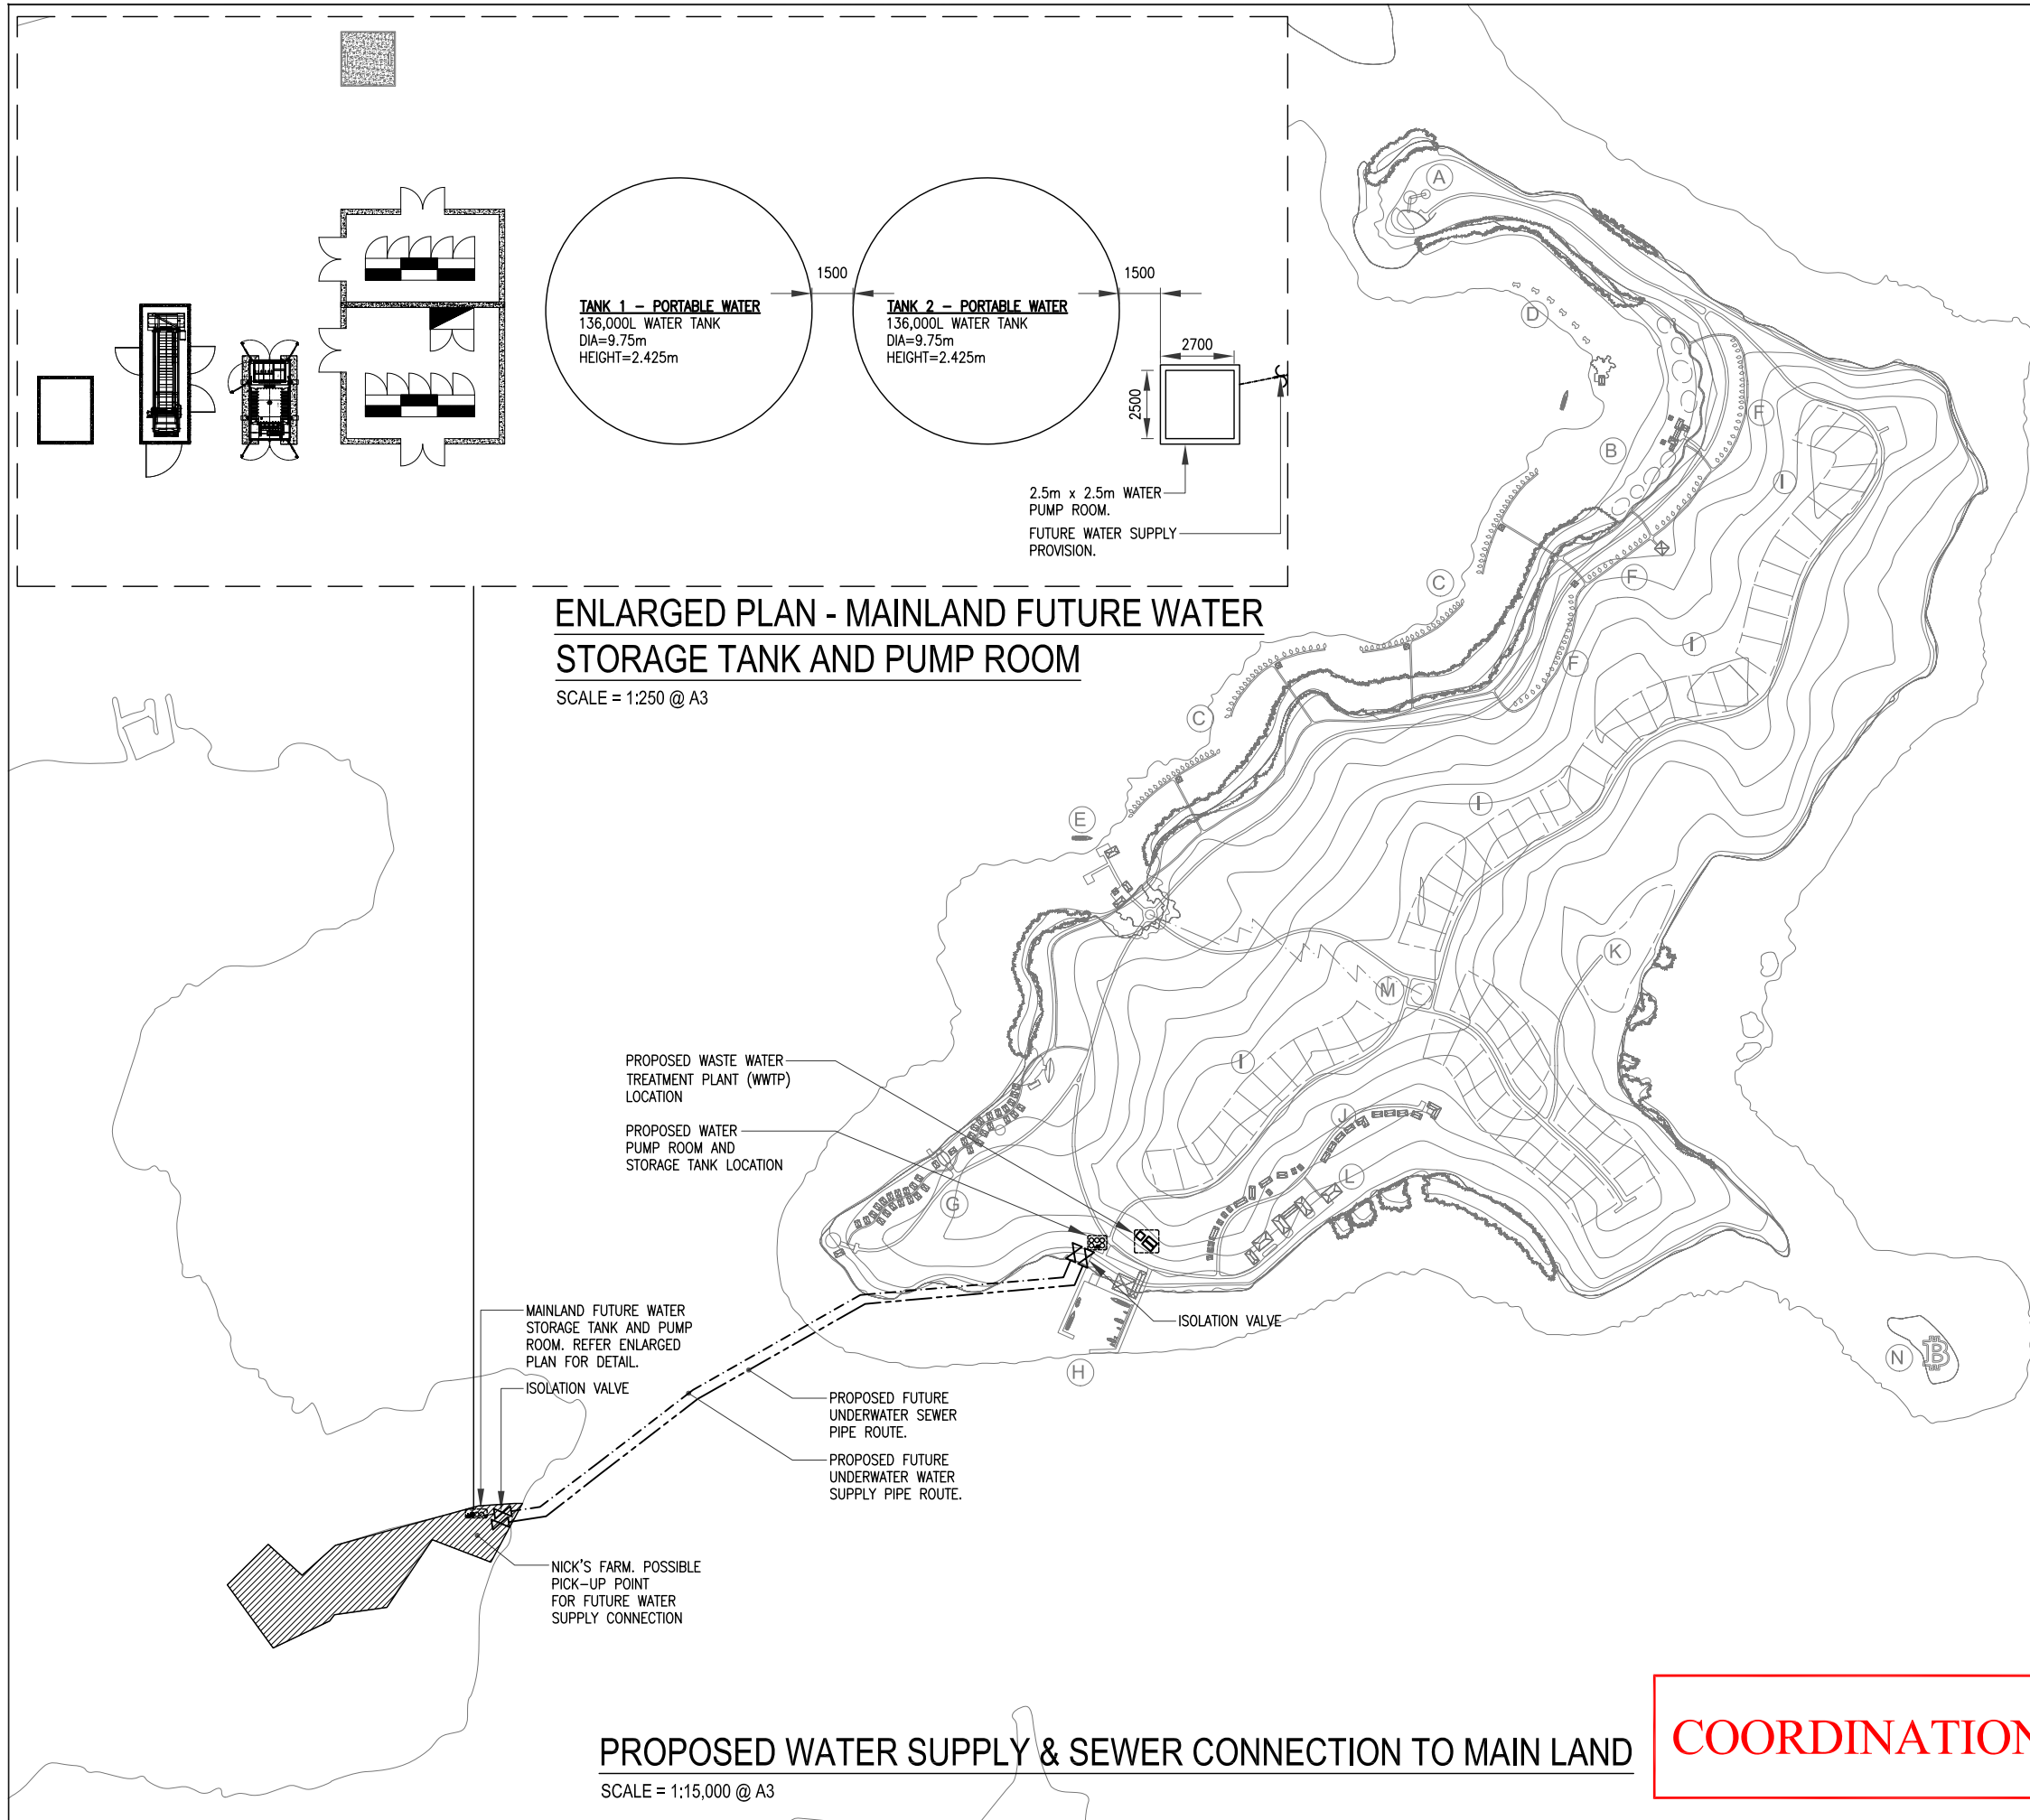 TANK 1 - PORTABLE WATER
136,000L WATER TANK
DIA=9.75m
HEIGHT=2.425m
1500
TANK 2 - PORTABLE WATER
136,000L WATER TANK
DIA=9.75m
HEIGHT=2.425m
1500
2700
2500
2.5m x 2.5m WATER
PUMP ROOM.
FUTURE WATER SUPPLY
PROVISION.
ENLARGED PLAN - MAINLAND FUTURE WATER
STORAGE TANK AND PUMP ROOM
SCALE = 1:250 @ A3
A
D
F
B
I
C
F
I
F
C
I
E
K
M
I
J
L
G
H
N
PROPOSED WASTE WATER
TREATMENT PLANT (WWTP)
LOCATION
PROPOSED WATER
PUMP ROOM AND
STORAGE TANK LOCATION
ISOLATION VALVE
MAINLAND FUTURE WATER
STORAGE TANK AND PUMP
ROOM. REFER ENLARGED
PLAN FOR DETAIL.
ISOLATION VALVE
PROPOSED FUTURE
UNDERWATER SEWER
PIPE ROUTE.
PROPOSED FUTURE
UNDERWATER WATER
SUPPLY PIPE ROUTE.
NICK'S FARM. POSSIBLE
PICK-UP POINT
FOR FUTURE WATER
SUPPLY CONNECTION
PROPOSED WATER SUPPLY & SEWER CONNECTION TO MAIN LAND
SCALE = 1:15,000 @ A3
COORDINATION